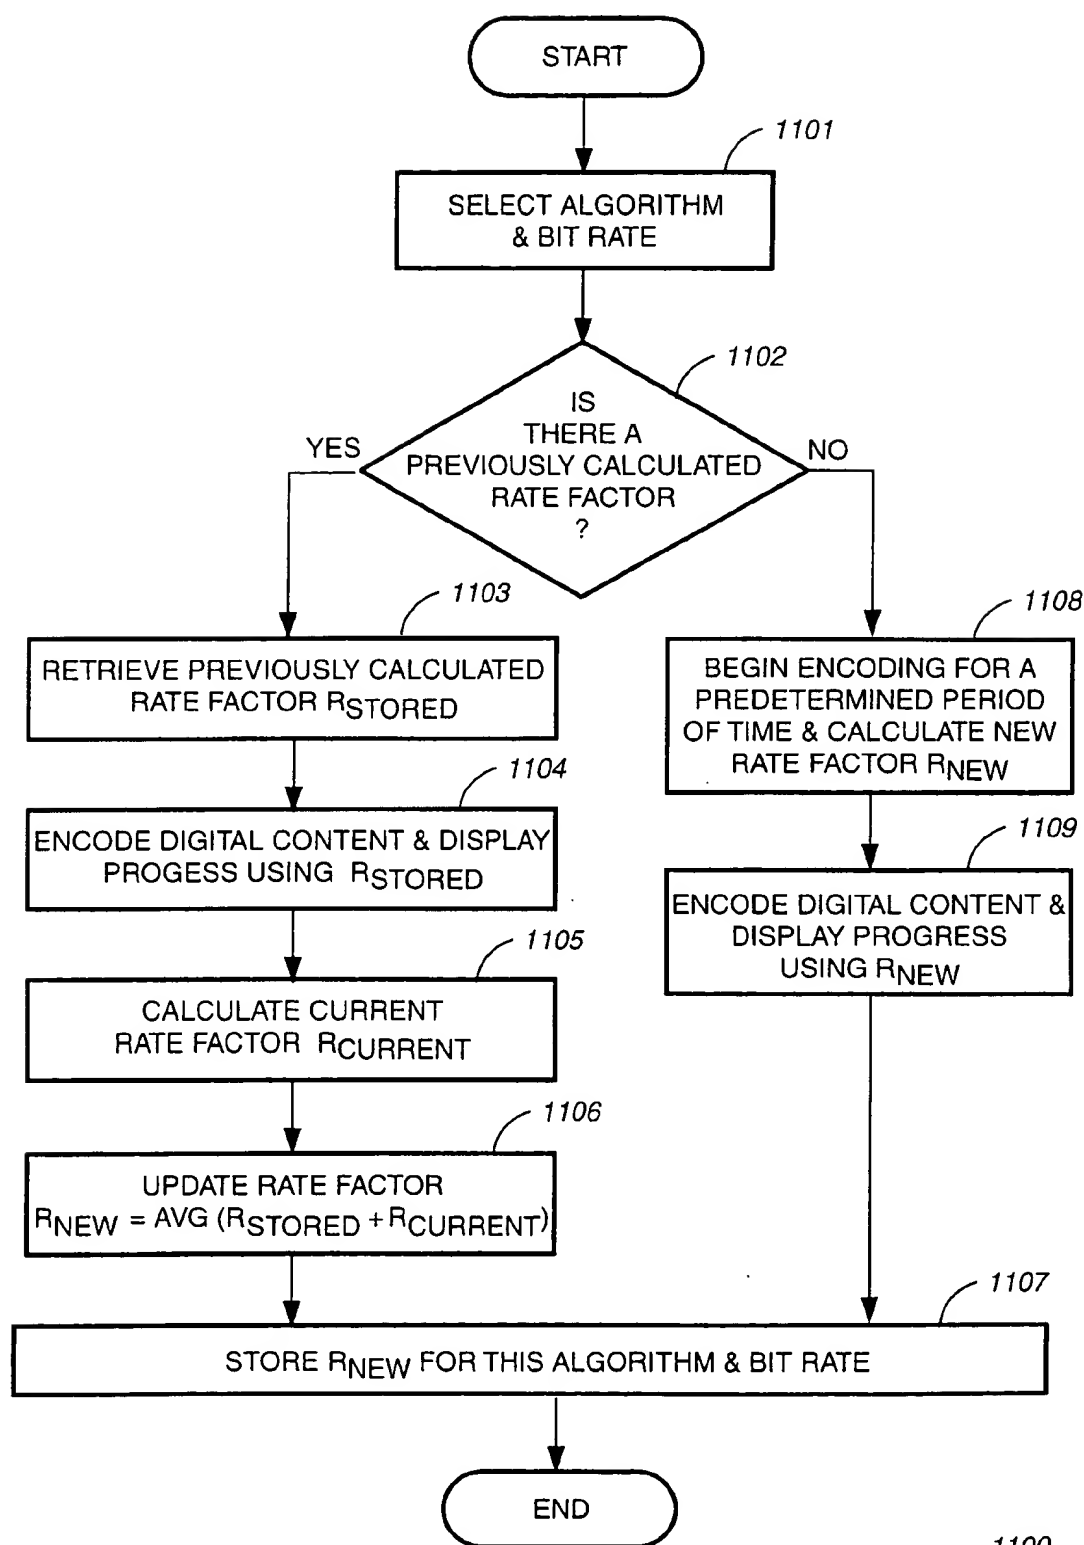 START
1101
SELECT ALGORITHM
& BIT RATE
1102
IS
THERE A
PREVIOUSLY CALCULATED
RATE FACTOR
?
YES
NO
1103
RETRIEVE PREVIOUSLY CALCULATED
RATE FACTOR RSTORED
1108
BEGIN ENCODING FOR A
PREDETERMINED PERIOD
OF TIME & CALCULATE NEW
RATE FACTOR RNEW
1104
ENCODE DIGITAL CONTENT & DISPLAY
PROGESS USING RSTORED
1109
ENCODE DIGITAL CONTENT &
DISPLAY PROGRESS
USING RNEW
1105
CALCULATE CURRENT
RATE FACTOR RCURRENT
1106
UPDATE RATE FACTOR
RNEW = AVG (RSTORED + RCURRENT)
1107
STORE RNEW FOR THIS ALGORITHM & BIT RATE
END